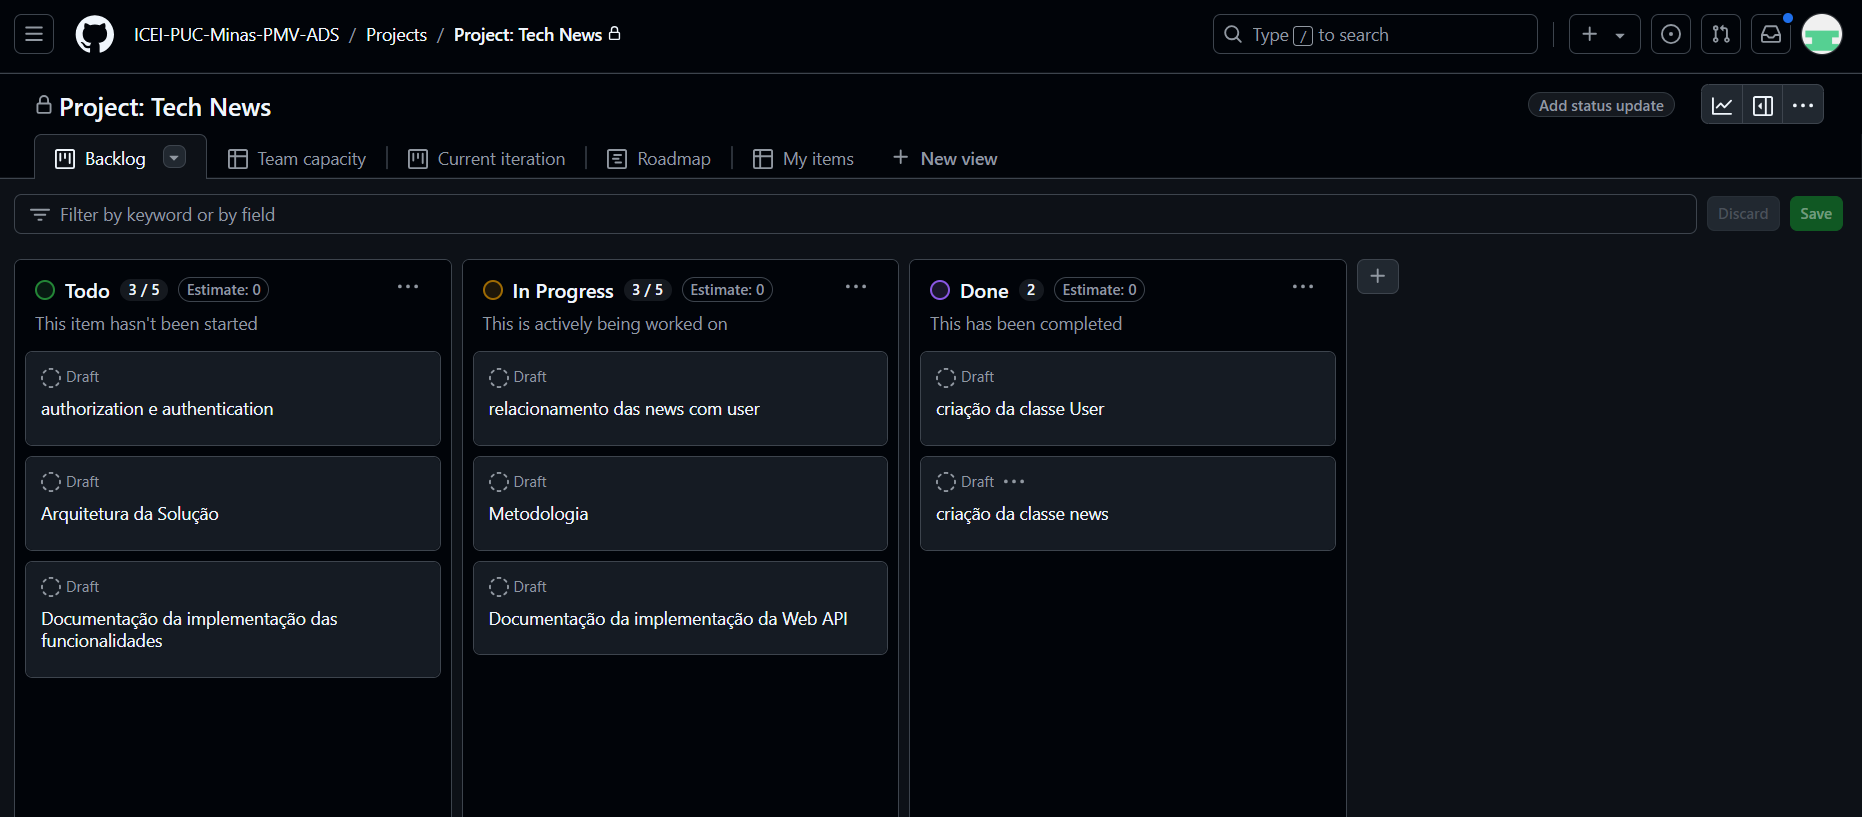 ICEI-PUC-Minas-PMV-ADS / Projects / Project: Tech News
Type / to search
Project: Tech News
Add status update
Backlog
Team capacity
Current iteration
Roadmap
My items
New view
Filter by keyword or by field
Discard
Save
Todo 3 / 5 Estimate: 0
This item hasn't been started
Draft
authorization e authentication
Draft
Arquitetura da Solução
Draft
Documentação da implementação das
funcionalidades
In Progress 3 / 5 Estimate: 0
This is actively being worked on
Draft
relacionamento das news com user
Draft
Metodologia
Draft
Documentação da implementação da Web API
Done 2 Estimate: 0
This has been completed
Draft
criação da classe User
Draft
criação da classe news